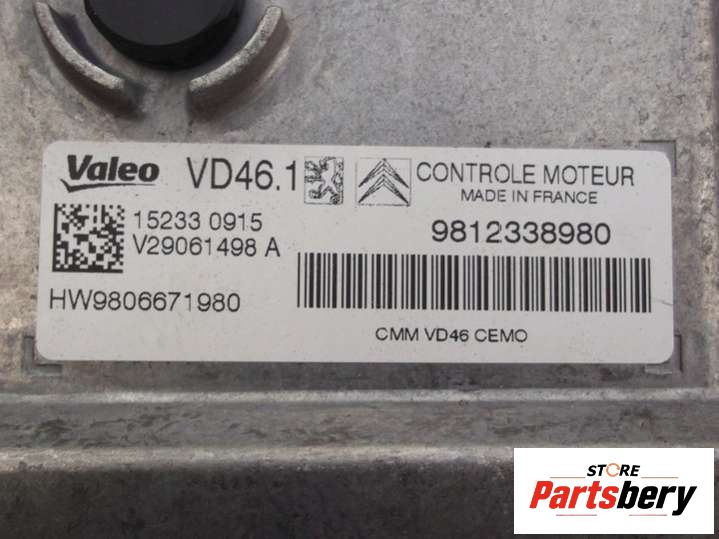 Valeo VD46.1
CONTROLE MOTEUR
MADE IN FRANCE
15233 0915
V29061498 A
9812338980
HW9806671980
CMM VD46 CEMO
STORE
Partsbery